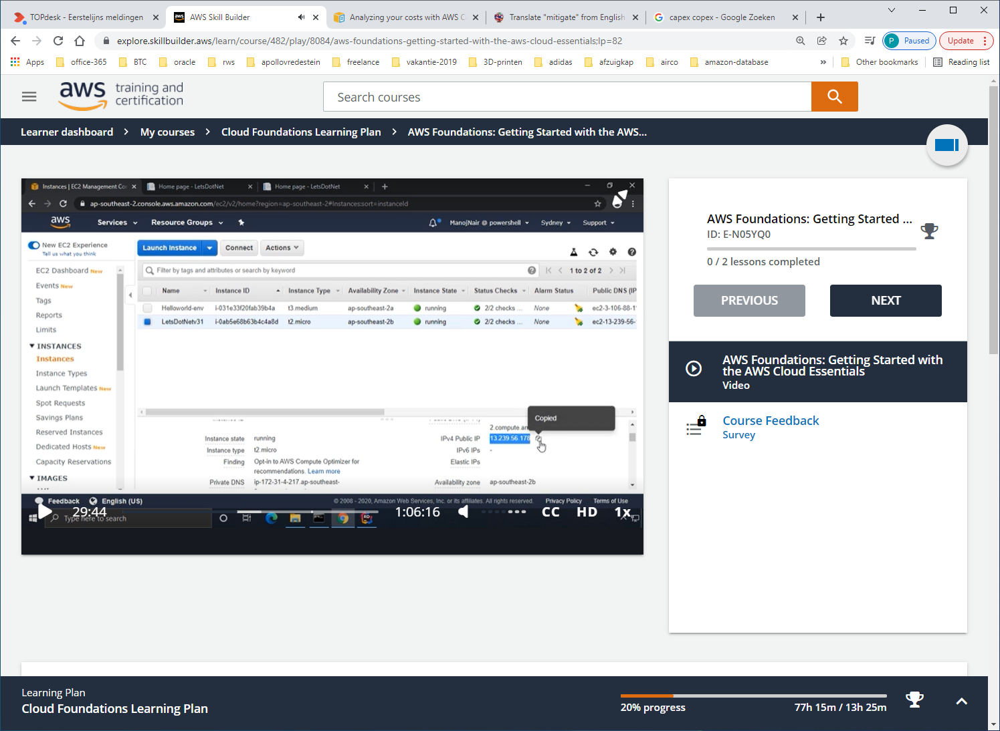 TOPdesk - Eerstelijns meldingen
AWS Skill Builder
Analyzing your costs with AWS C
Translate "mitigate" from English
capex copex - Google Zoeken
explore.skillbuilder.aws/learn/course/482/play/8084/aws-foundations-getting-started-with-the-aws-cloud-essentials;lp=82
P Paused
Update
Apps office-365 BTC oracle rws apollovredestein freelance vakantie-2019 3D-printen adidas afzuigkap airco amazon-database » Other bookmarks Reading list
aws training and certification
Search courses
Learner dashboard > My courses > Cloud Foundations Learning Plan > AWS Foundations: Getting Started with the AWS...
Instances | EC2 Management Co
Home page - LetsDotNet
Home page - LetsDotNet
ap-southeast-2.console.aws.amazon.com/ec2/v2/home?region=ap-southeast-2#Instances:sort=instanceId
aws Services Resource Groups ManojNair @ powershell Sydney Support
New EC2 Experience
Tell us what you think
EC2 Dashboard New
Events New
Tags
Reports
Limits
INSTANCES
Instances
Instance Types
Launch Templates New
Spot Requests
Savings Plans
Reserved Instances
Dedicated Hosts New
Capacity Reservations
IMAGES
Launch Instance Connect Actions
Filter by tags and attributes or search by keyword
1 to 2 of 2
Name Instance ID Instance Type Availability Zone Instance State Status Checks Alarm Status Public DNS (IP
Helloworld-env i-031e33f20fab39b4a t3.medium ap-southeast-2a running 2/2 checks ... None ec2-3-106-88-1
LetsDotNetv31 i-0ab5e68b63b4c4a8d t2.micro ap-southeast-2b running 2/2 checks ... None ec2-13-239-56-
Copied
2.compute.am
Instance state running IPv4 Public IP 13.239.56.178
Instance type t2.micro IPv6 IPs -
Finding Opt-in to AWS Compute Optimizer for recommendations. Learn more Elastic IPs
Private DNS ip-172-31-4-217.ap-southeast- Availability zone ap-southeast-2b
Feedback English (US)
© 2008 - 2020, Amazon Web Services, Inc. or its affiliates. All rights reserved. Privacy Policy Terms of Use
Type here to search
29:44
1:06:16
CC HD 1x
AWS Foundations: Getting Started ...
ID: E-N05YQ0
0 / 2 lessons completed
PREVIOUS
NEXT
AWS Foundations: Getting Started with
the AWS Cloud Essentials
Video
Course Feedback
Survey
Learning Plan
Cloud Foundations Learning Plan
20% progress
77h 15m / 13h 25m